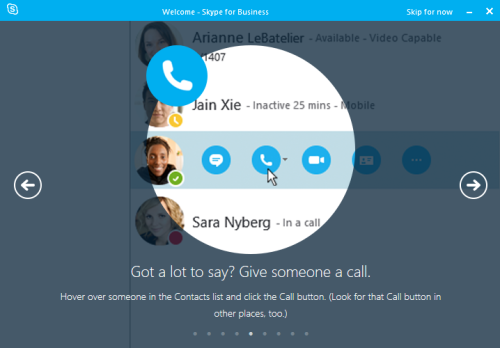 Welcome - Skype for Business
Skip for now
Arianne LeBatelier - Available - Video Capable
1407
Jain Xie - Inactive 25 mins - Mobile
Sara Nyberg - In a call
Got a lot to say? Give someone a call.
Hover over someone in the Contacts list and click the Call button. (Look for that Call button in
other places, too.)